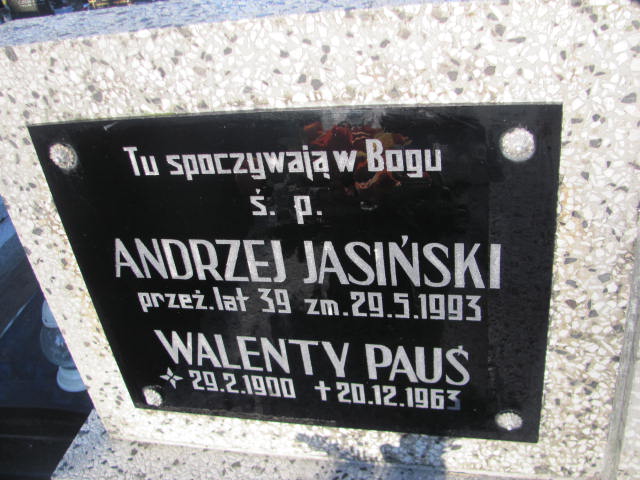 Tu spoczywają w Bogu
ś. p.
ANDRZEJ JASIŃSKI
przeż. lat 39 zm. 29.5.1993
WALENTY PAUŚ
29.2.1900 + 20.12.1963